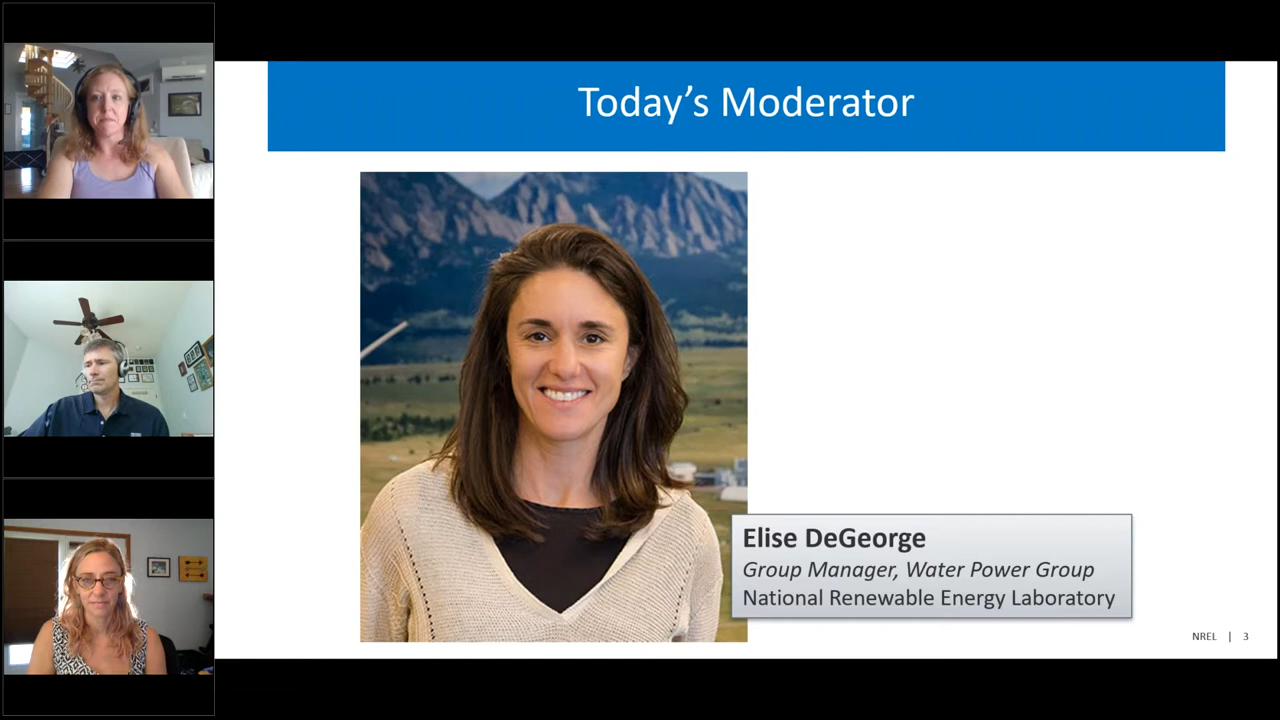 Today's Moderator
Elise DeGeorge
Group Manager, Water Power Group
National Renewable Energy Laboratory
NREL | 3